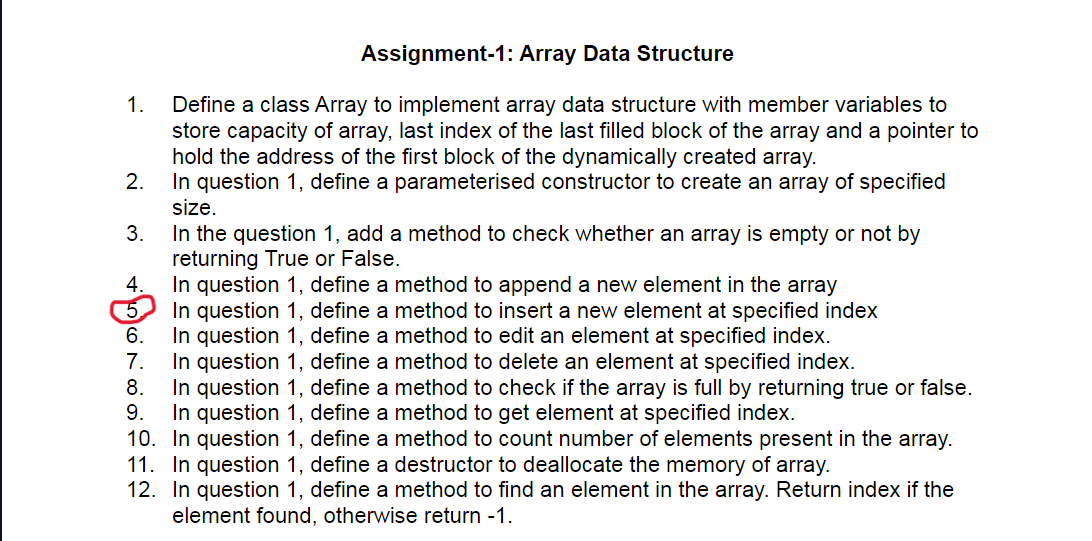 Assignment-1: Array Data Structure
1. Define a class Array to implement array data structure with member variables to
store capacity of array, last index of the last filled block of the array and a pointer to
hold the address of the first block of the dynamically created array.
2. In question 1, define a parameterised constructor to create an array of specified
size.
3. In the question 1, add a method to check whether an array is empty or not by
returning True or False.
4. In question 1, define a method to append a new element in the array
5. In question 1, define a method to insert a new element at specified index
6. In question 1, define a method to edit an element at specified index.
7. In question 1, define a method to delete an element at specified index.
8. In question 1, define a method to check if the array is full by returning true or false.
9. In question 1, define a method to get element at specified index.
10. In question 1, define a method to count number of elements present in the array.
11. In question 1, define a destructor to deallocate the memory of array.
12. In question 1, define a method to find an element in the array. Return index if the
element found, otherwise return -1.